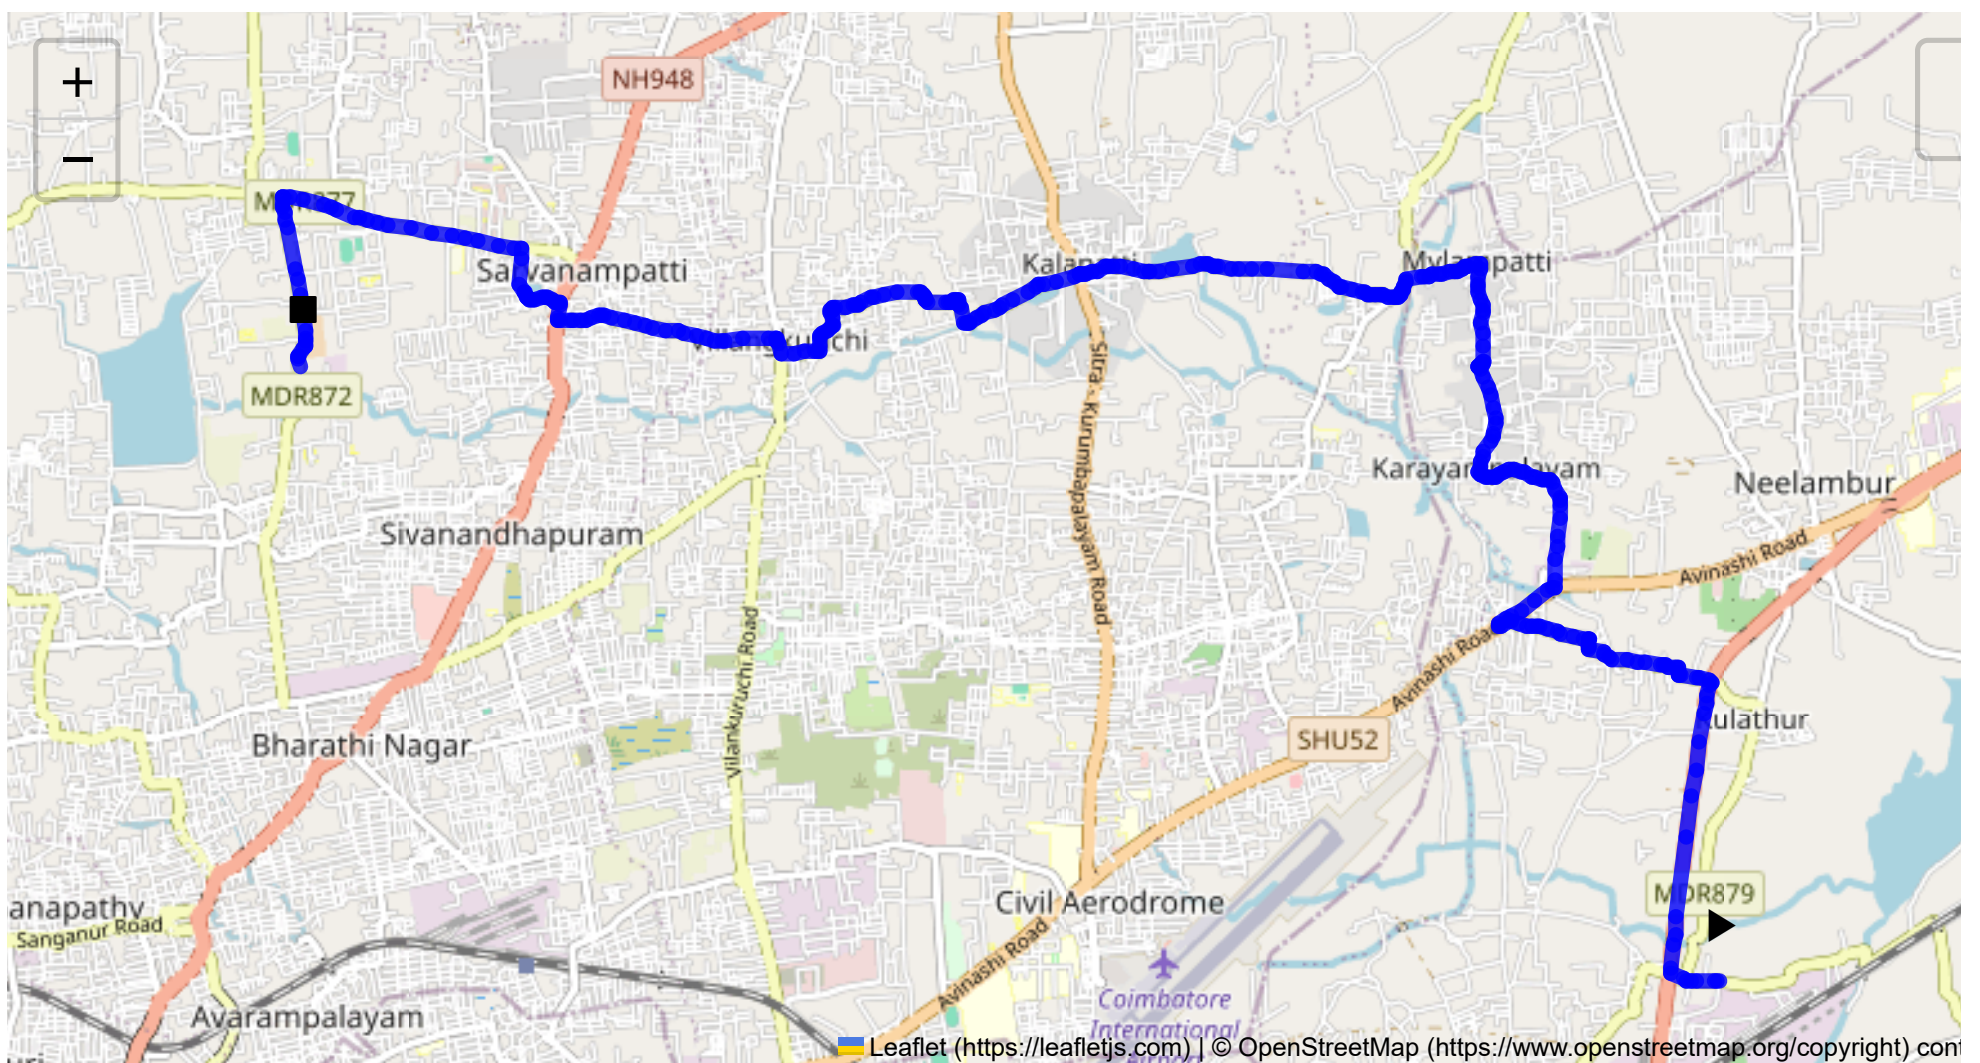 +
−
NH948
Saravanampatti
Kalapatti
Mylampatti
MDR872
Sitra - Kurumbapalayam Road
Neelambur
Sivanandhapuram
Avinashi Road
Vilankuruchi Road
Avinashi Road
Bharathi Nagar
SHU52
ulathur
MDR879
Civil Aerodrome
anapathy
Sanganur Road
Avinashi Road
Coimbatore
International
Avarampalayam
Leaflet (https://leafletjs.com) | © OpenStreetMap (https://www.openstreetmap.org/copyright) con